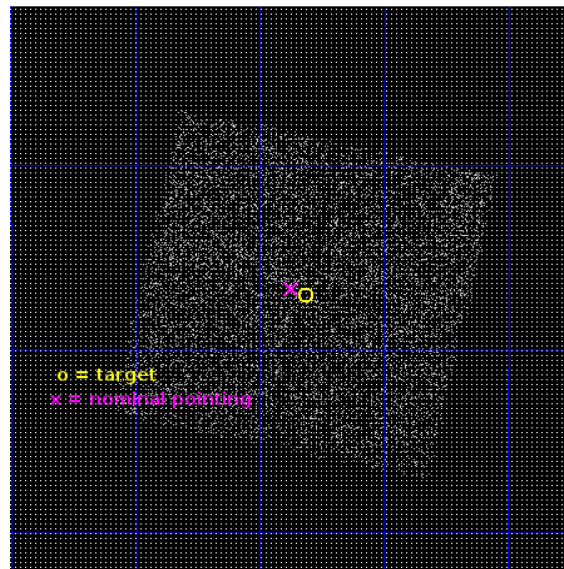 o = target
x = nominal pointing